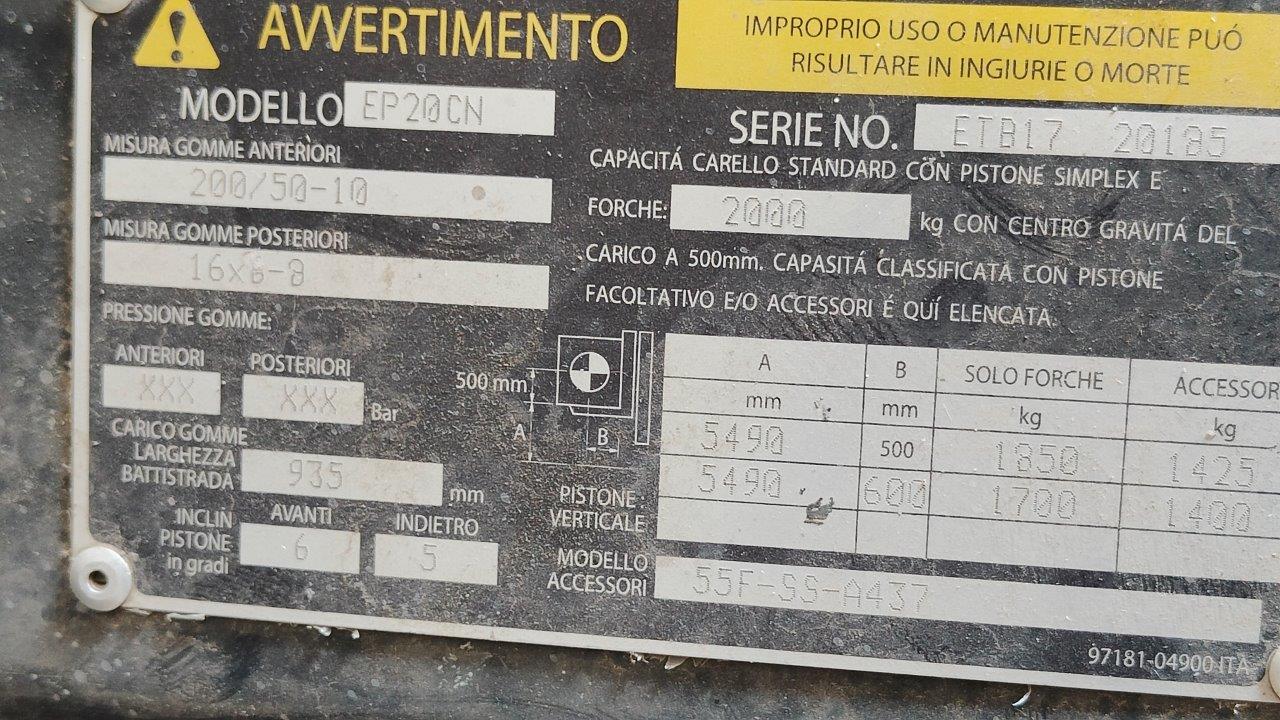 AVVERTIMENTO
IMPROPRIO USO O MANUTENZIONE PUÓ
RISULTARE IN INGIURIE O MORTE
MODELLO EP20CN
SERIE NO. ETB17 20185
MISURA GOMME ANTERIORI
200/50-10
MISURA GOMME POSTERIORI
16x6-8
PRESSIONE GOMME:
ANTERIORI POSTERIORI
XXX XXX Bar
CARICO GOMME
LARGHEZZA
BATTISTRADA 935 mm
INCLIN
PISTONE
in gradi
AVANTI INDIETRO
6 5
CAPACITÁ CARELLO STANDARD CON PISTONE SIMPLEX E
FORCHE: 2000 kg CON CENTRO GRAVITÁ DEL
CARICO A 500mm. CAPASITÁ CLASSIFICATA CON PISTONE
FACOLTATIVO E/O ACCESSORI É QUÍ ELENCATA.
500 mm
A
B
A B SOLO FORCHE ACCESSOR
mm mm kg kg
5490 500 1850 1425
5490 600 1700 1400
PISTONE
VERTICALE
MODELLO
ACCESSORI 55F-SS-A437
97181-04900 ITA